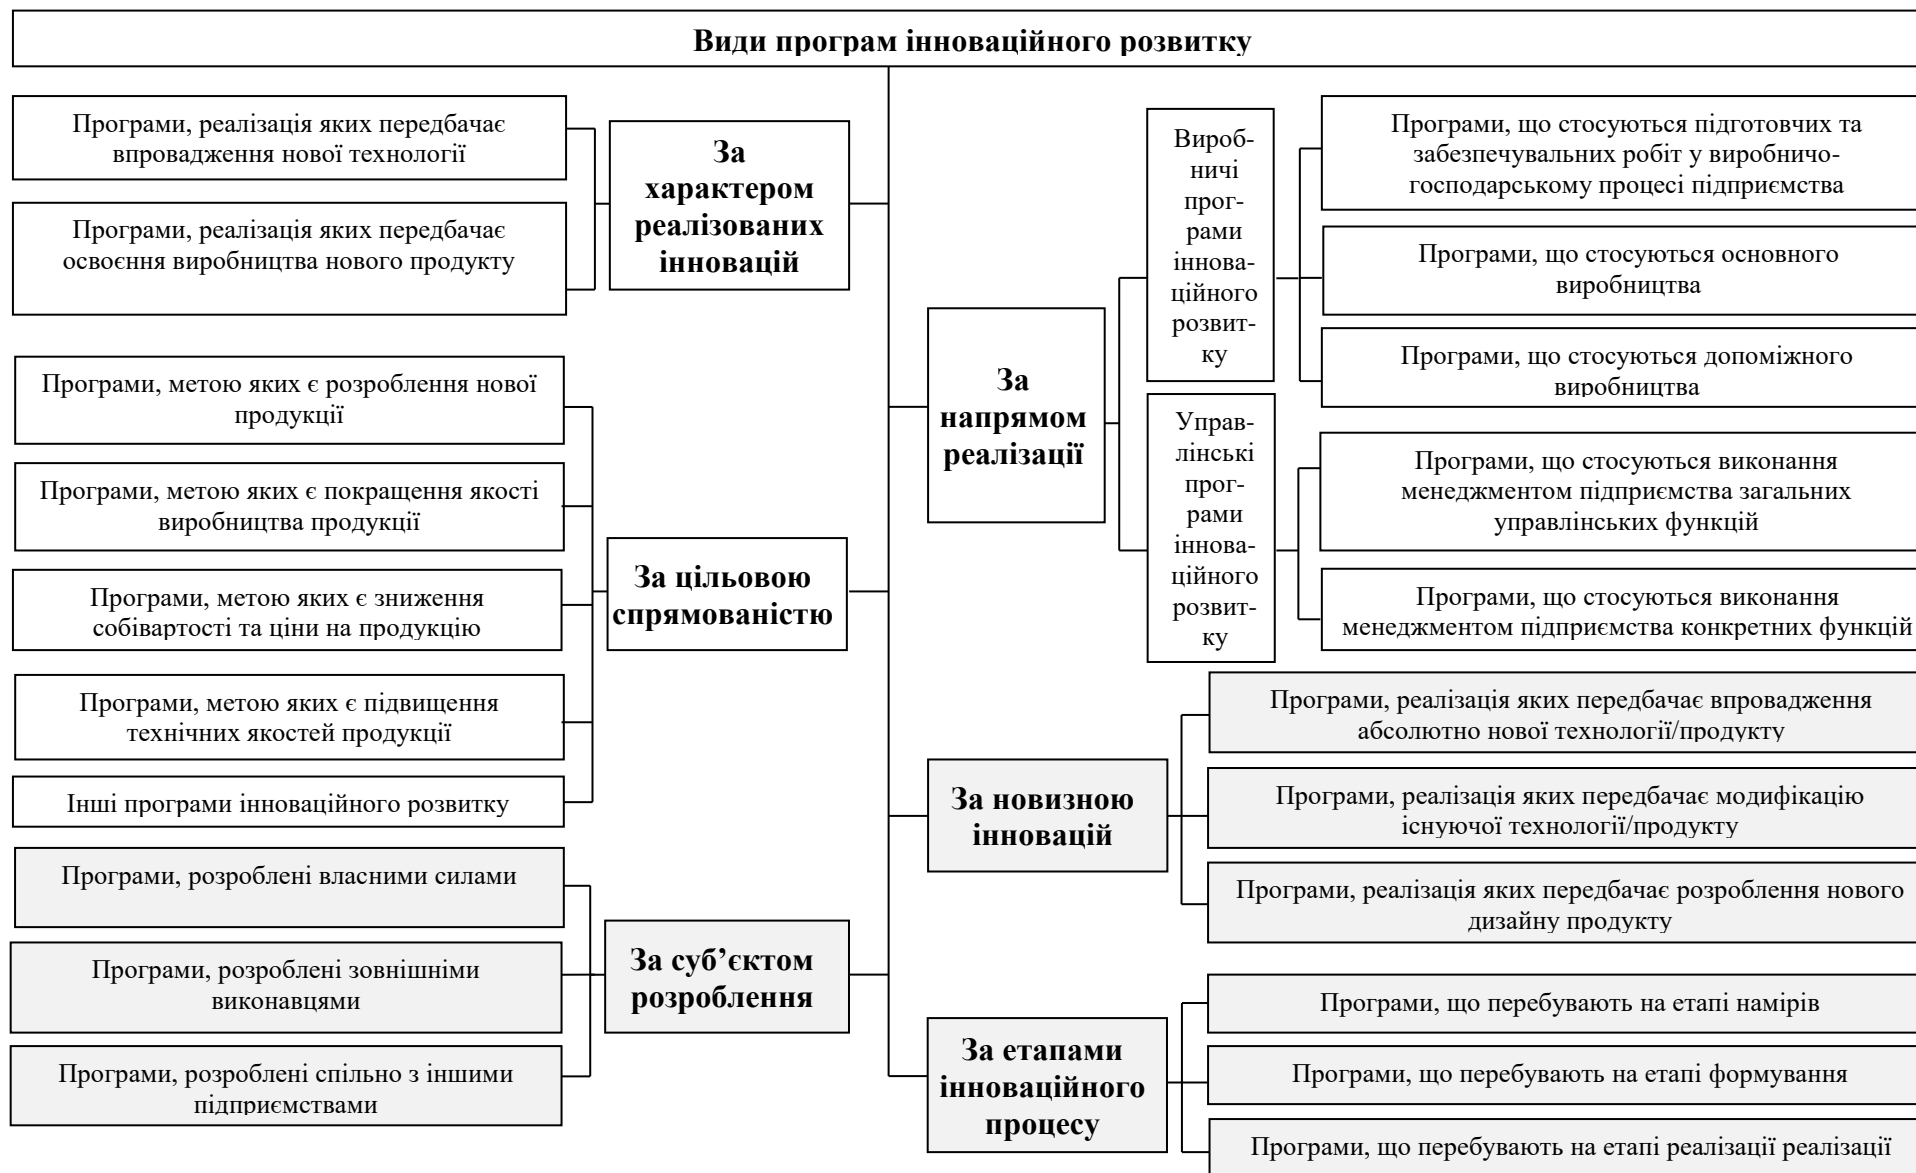 Види програм інноваційного розвитку
Програми, реалізація яких передбачає
впровадження нової технології
Програми, реалізація яких передбачає
освоєння виробництва нового продукту
За
характером
реалізованих
інновацій
Програми, метою яких є розроблення нової
продукції
Програми, метою яких є покращення якості
виробництва продукції
Програми, метою яких є зниження
собівартості та ціни на продукцію
Програми, метою яких є підвищення
технічних якостей продукції
Інші програми інноваційного розвитку
За цільовою
спрямованістю
Програми, розроблені власними силами
Програми, розроблені зовнішніми
виконавцями
Програми, розроблені спільно з іншими
підприємствами
За суб’єктом
розроблення
За
напрямом
реалізації
Вироб-
ничі
прог-
рами
іннова-
ційного
розвит-
ку
Програми, що стосуються підготовчих та
забезпечувальних робіт у виробничо-
господарському процесі підприємства
Програми, що стосуються основного
виробництва
Програми, що стосуються допоміжного
виробництва
Управ-
лінські
прог-
рами
іннова-
ційного
розвит-
ку
Програми, що стосуються виконання
менеджментом підприємства загальних
управлінських функцій
Програми, що стосуються виконання
менеджментом підприємства конкретних функцій
За новизною
інновацій
Програми, реалізація яких передбачає впровадження
абсолютно нової технології/продукту
Програми, реалізація яких передбачає модифікацію
існуючої технології/продукту
Програми, реалізація яких передбачає розроблення нового
дизайну продукту
За етапами
інноваційного
процесу
Програми, що перебувають на етапі намірів
Програми, що перебувають на етапі формування
Програми, що перебувають на етапі реалізації реалізації